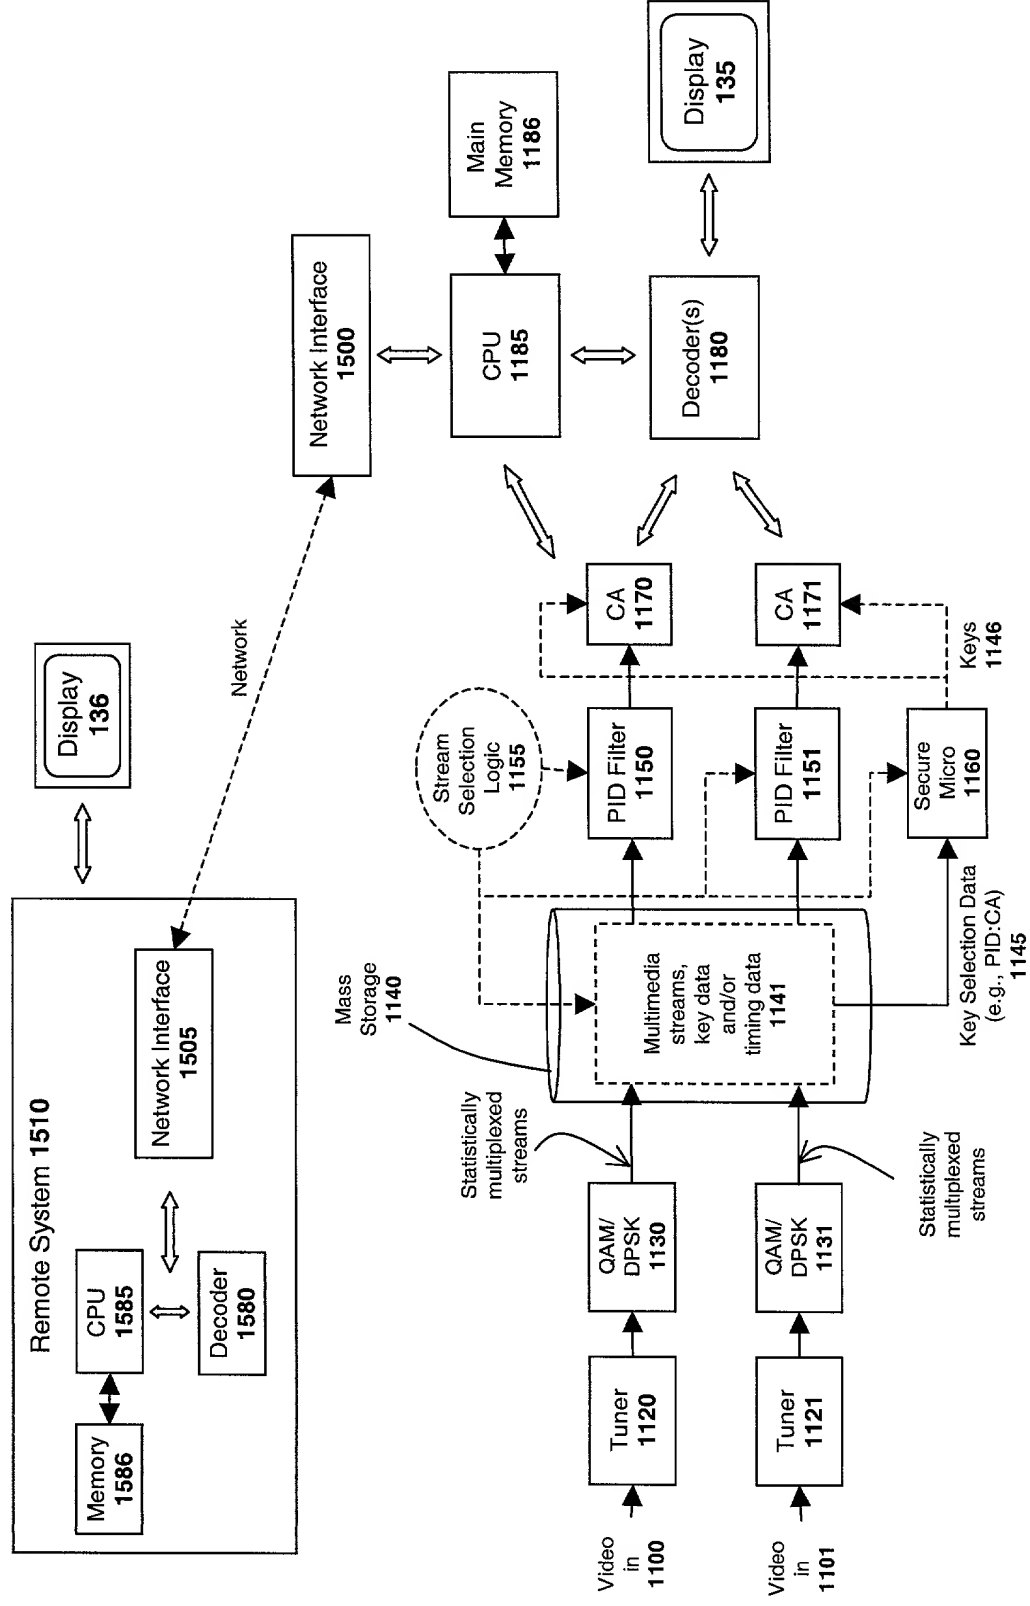 Remote System 1510
Memory
1586
CPU
1585
Decoder
1580
Network Interface
1505
Display
136
Network
Network Interface
1500
CPU
1185
Main
Memory
1186
Decoder(s)
1180
Display
135
Video
in
1100
Tuner
1120
QAM/
DPSK
1130
Statistically
multiplexed
streams
Mass
Storage
1140
Multimedia
streams,
key data
and/or
timing data
1141
Stream
Selection
Logic
1155
PID Filter
1150
CA
1170
Video
in
1101
Tuner
1121
QAM/
DPSK
1131
Statistically
multiplexed
streams
PID Filter
1151
CA
1171
Key Selection Data
(e.g., PID:CA)
1145
Secure
Micro
1160
Keys
1146